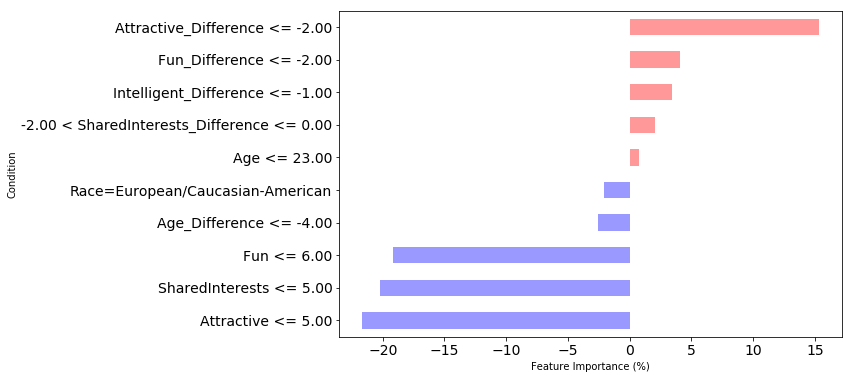 Attractive_Difference <= -2.00
Fun_Difference <= -2.00
Intelligent_Difference <= -1.00
-2.00 < SharedInterests_Difference <= 0.00
Age <= 23.00
Race=European/Caucasian-American
Age_Difference <= -4.00
Fun <= 6.00
SharedInterests <= 5.00
Attractive <= 5.00
Condition
−20 −15 −10 −5 0 5 10 15
Feature Importance (%)